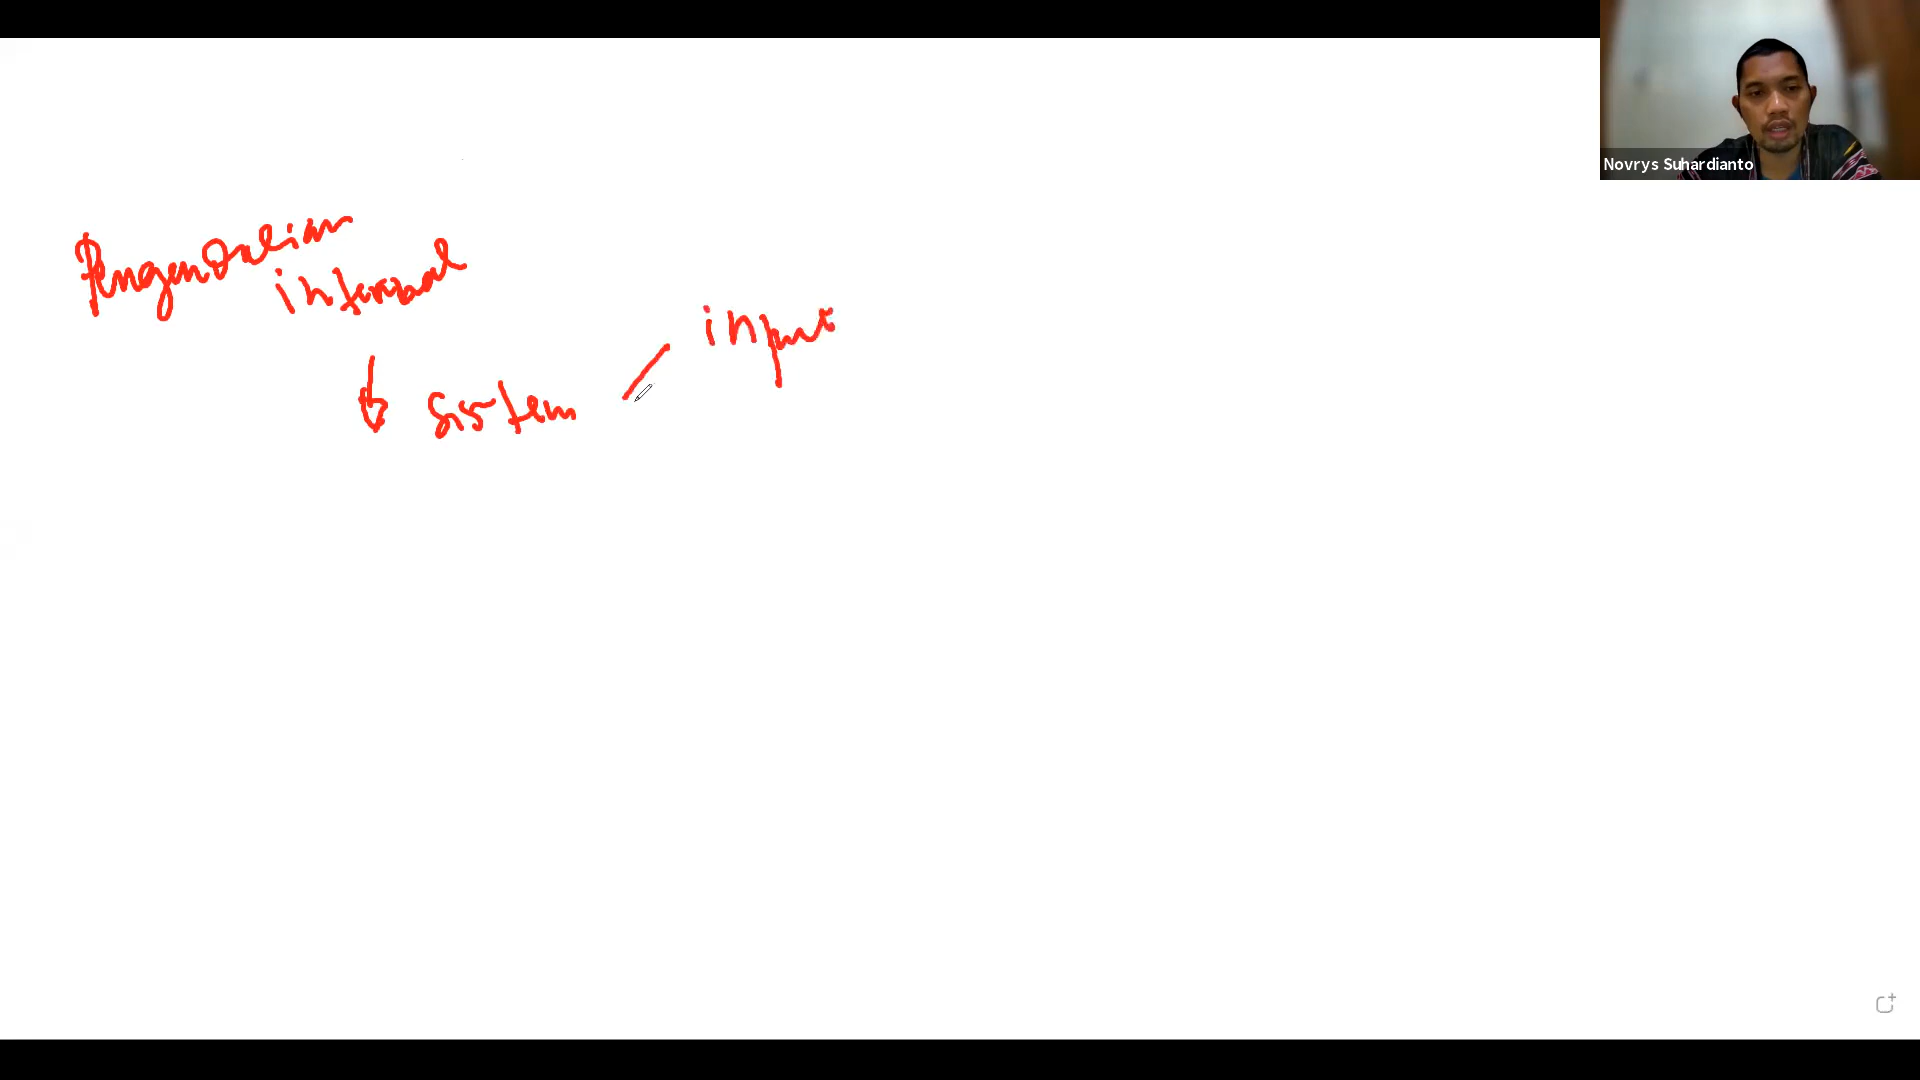 Novrys Suhardianto
Pengendalian
internal
input
sistem